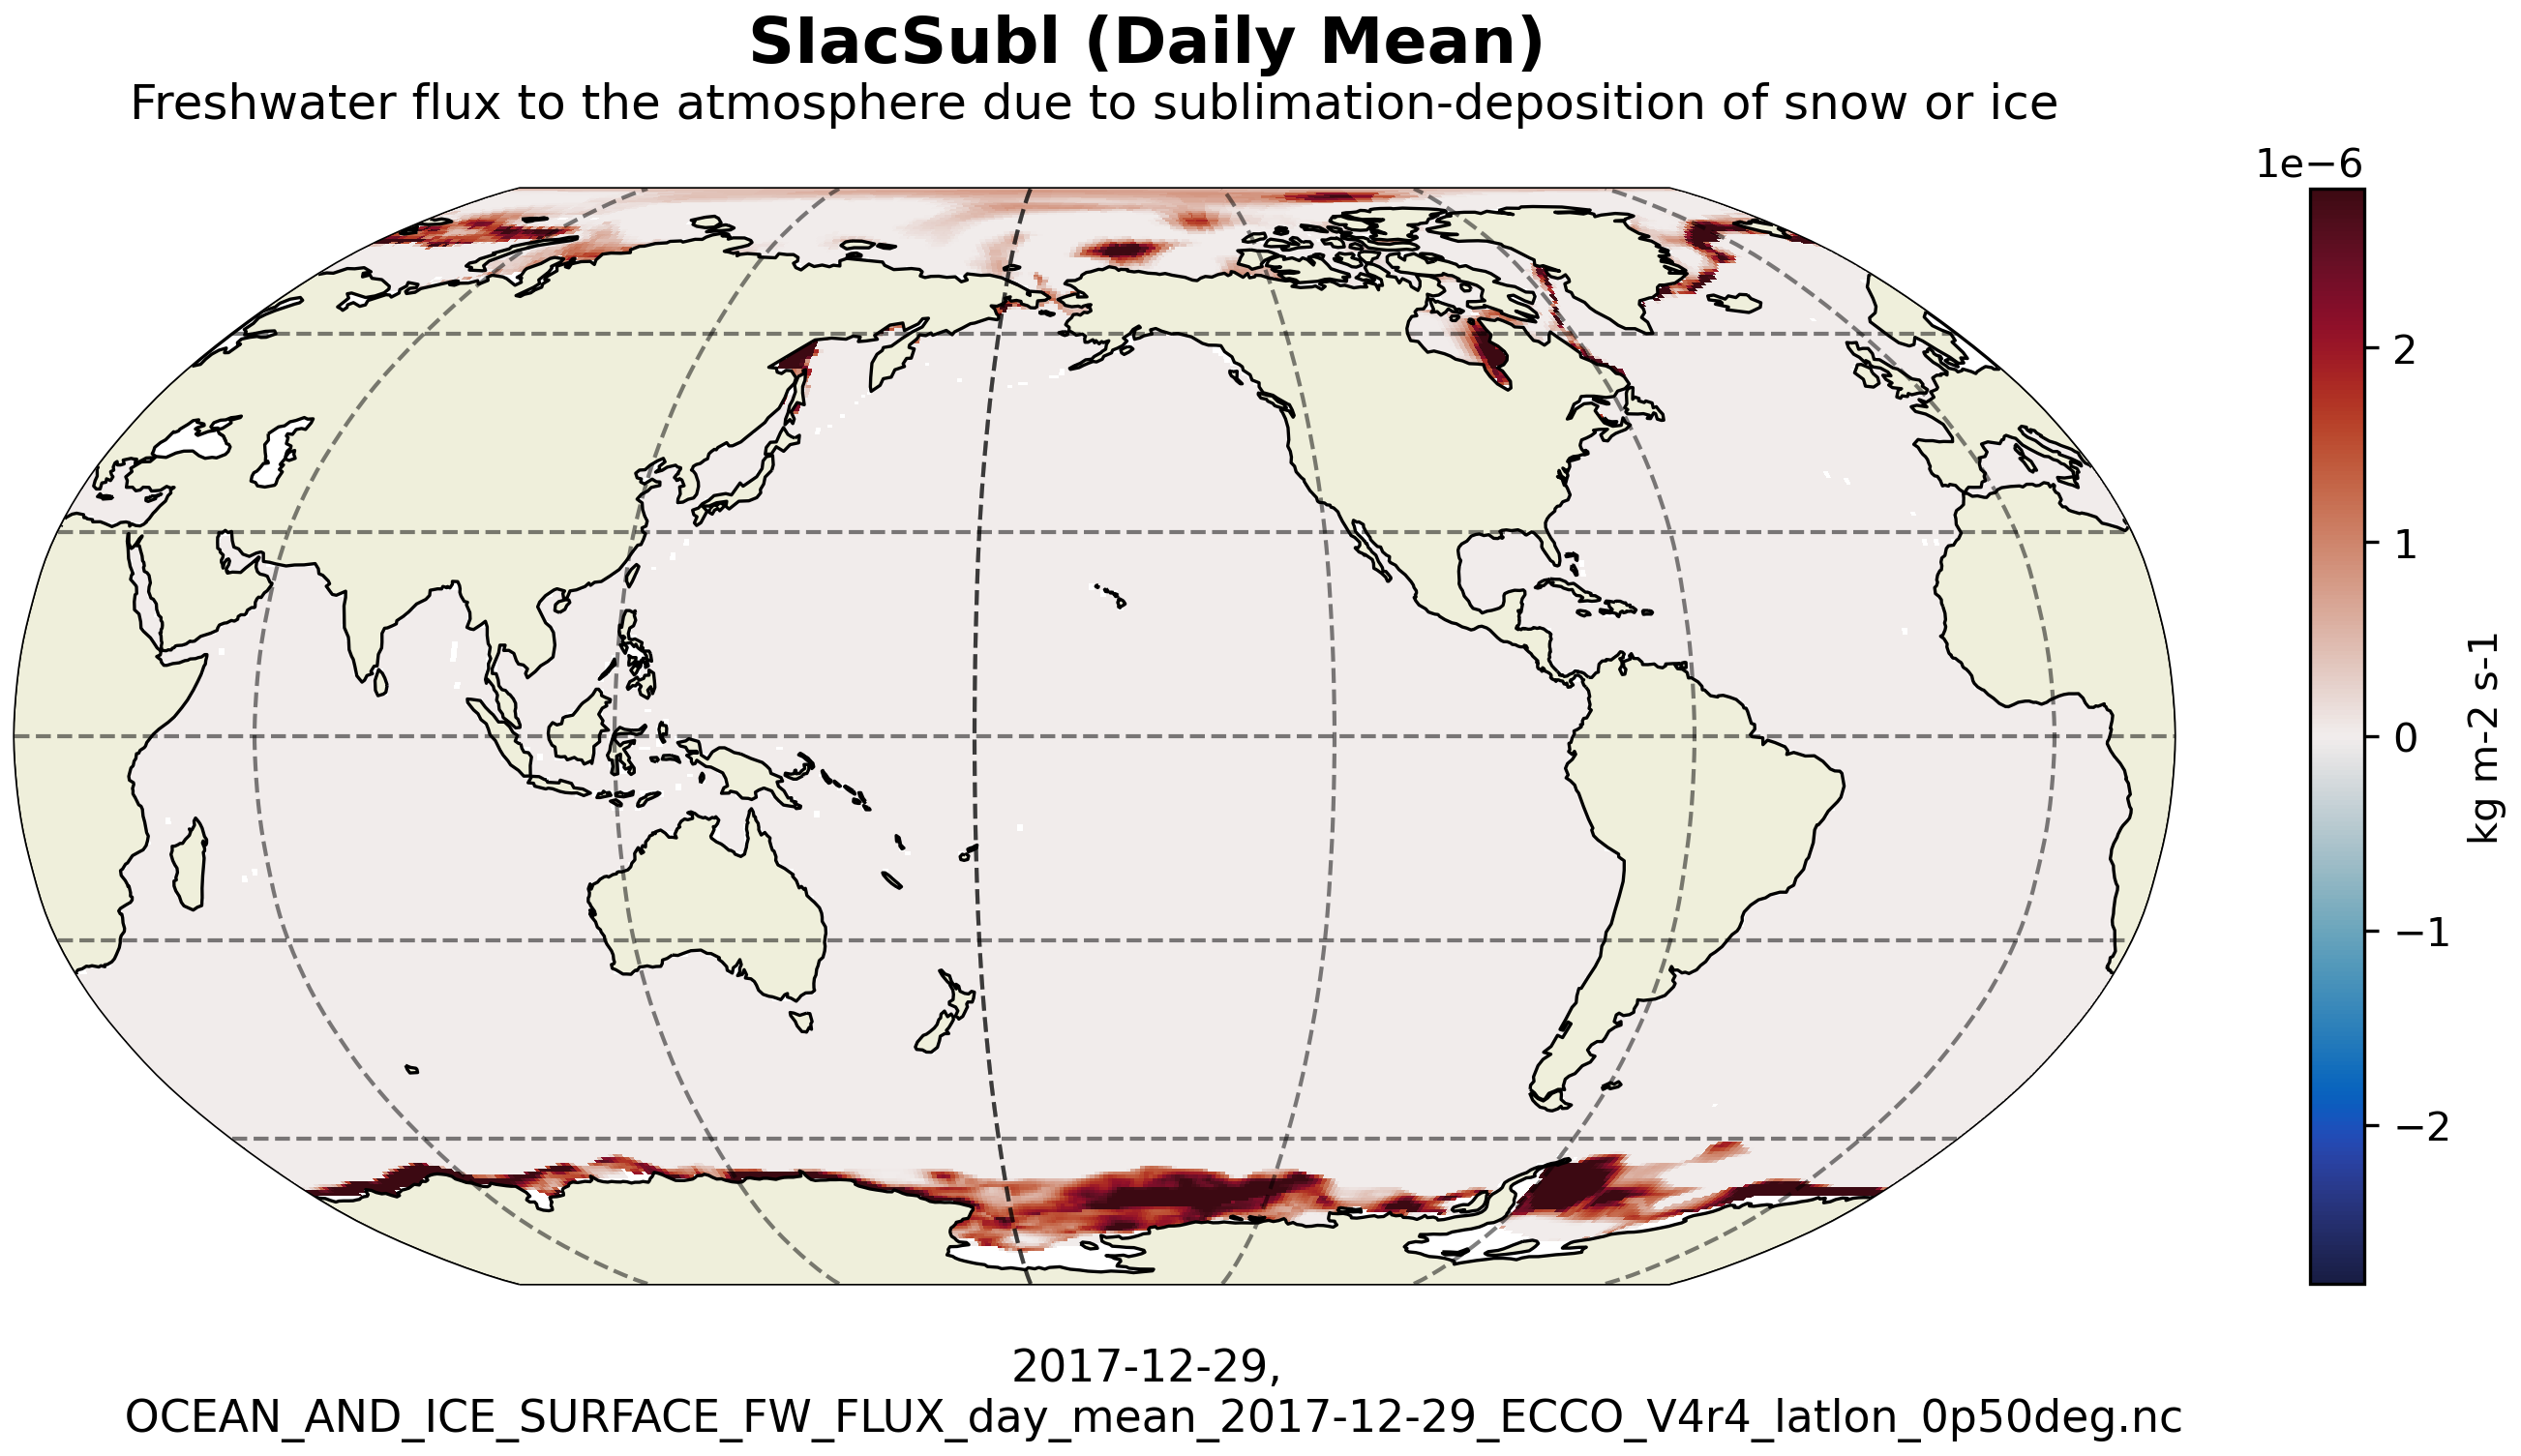 SIacSubl (Daily Mean)
Freshwater flux to the atmosphere due to sublimation-deposition of snow or ice
1e−6
2
1
0
−1
−2
kg m-2 s-1
2017-12-29,
OCEAN_AND_ICE_SURFACE_FW_FLUX_day_mean_2017-12-29_ECCO_V4r4_latlon_0p50deg.nc